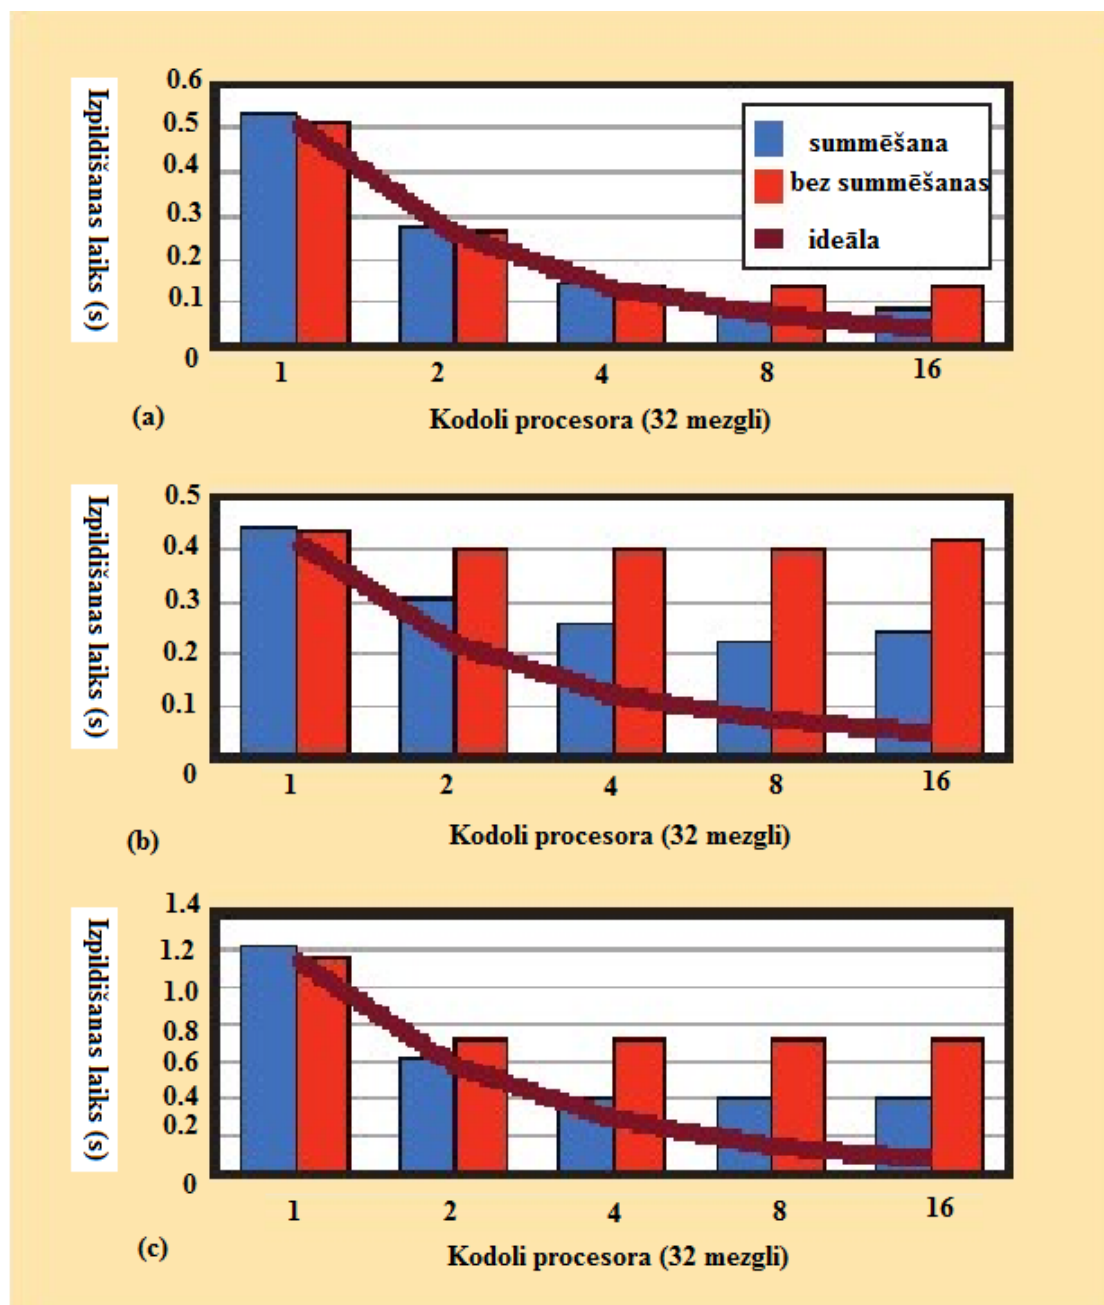 Izpildišanas laiks (s)
0.6
0.5
0.4
0.3
0.2
0.1
0
summēšana
bez summēšanas
ideāla
1 2 4 8 16
(a)
Kodoli procesora (32 mezgli)
Izpildišanas laiks (s)
0.5
0.4
0.3
0.2
0.1
0
1 2 4 8 16
(b)
Kodoli procesora (32 mezgli)
Izpildišanas laiks (s)
1.4
1.2
1.0
0.8
0.6
0.4
0.2
0
1 2 4 8 16
(c)
Kodoli procesora (32 mezgli)